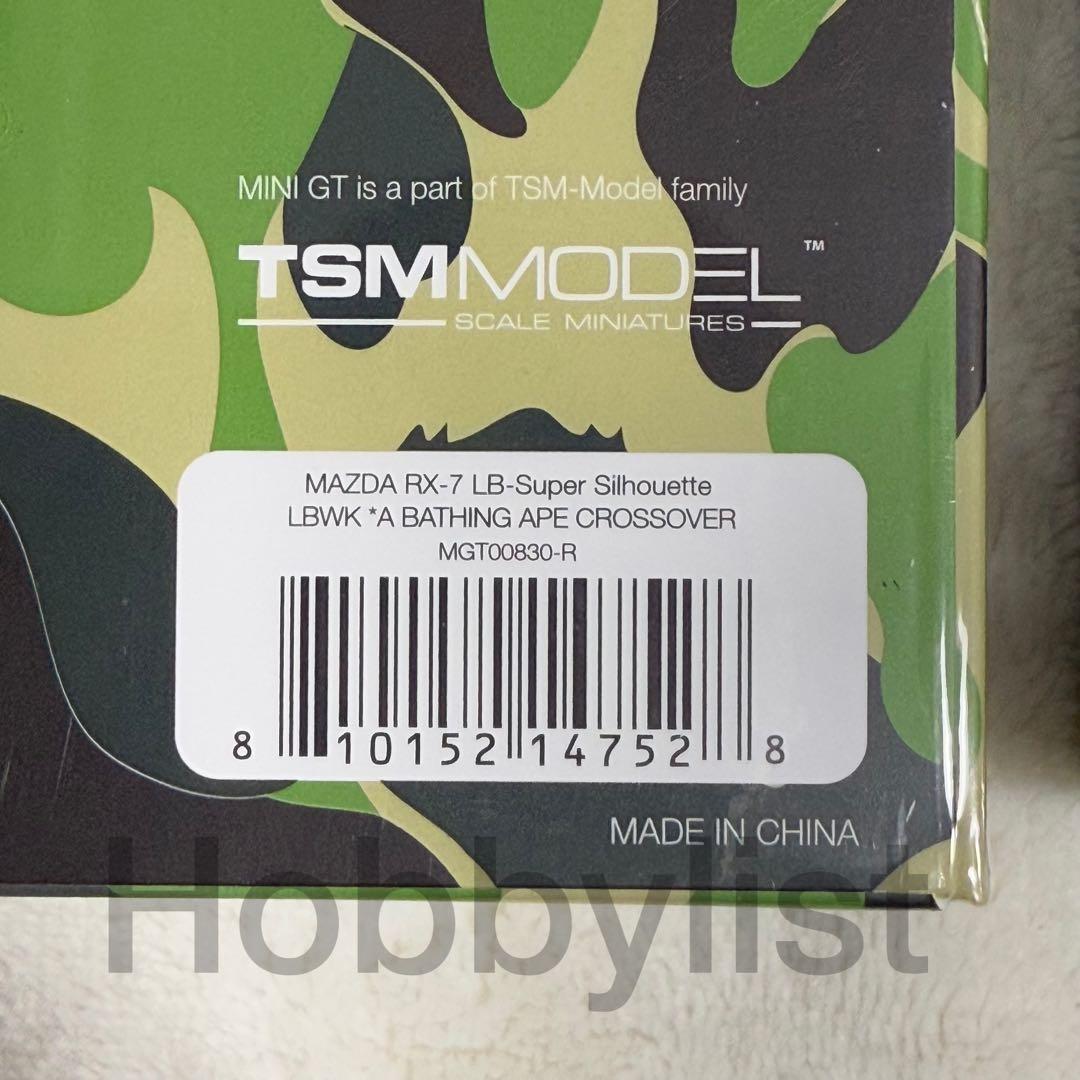 MINI GT is a part of TSM-Model family
TSMMODEL™
SCALE MINIATURES
MAZDA RX-7 LB-Super Silhouette
LBWK *A BATHING APE CROSSOVER
MGT00830-R
8 10152 14752 8
MADE IN CHINA
Hobbylist